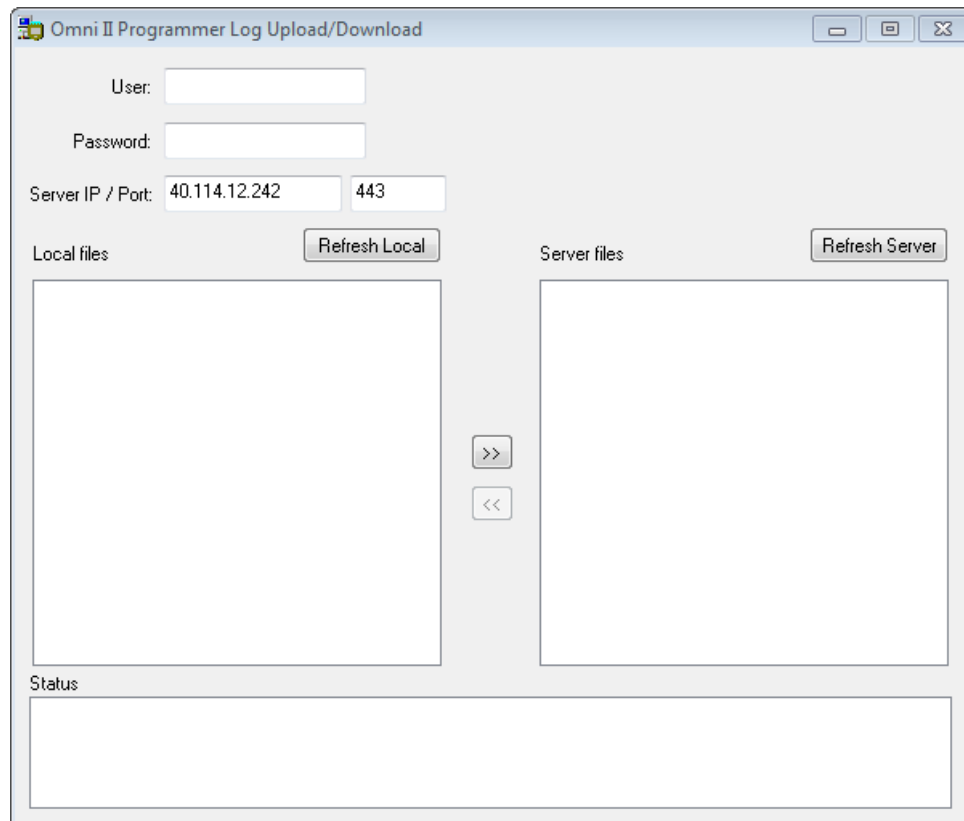 Omni II Programmer Log Upload/Download
User:
Password:
Server IP / Port: 40.114.12.242 443
Local files Refresh Local Server files Refresh Server
>>
<<
Status